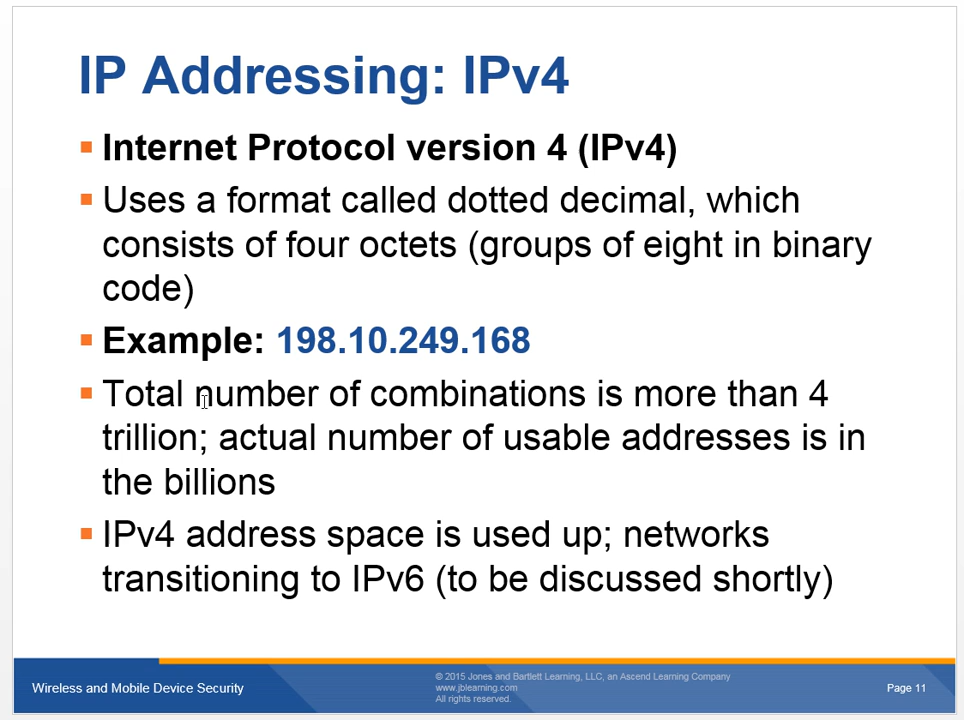 IP Addressing: IPv4
Internet Protocol version 4 (IPv4)
Uses a format called dotted decimal, which
consists of four octets (groups of eight in binary
code)
Example: 198.10.249.168
Total number of combinations is more than 4
trillion; actual number of usable addresses is in
the billions
IPv4 address space is used up; networks
transitioning to IPv6 (to be discussed shortly)
Wireless and Mobile Device Security
© 2015 Jones and Bartlett Learning, LLC, an Ascend Learning Company
www.jblearning.com
All rights reserved.
Page 11